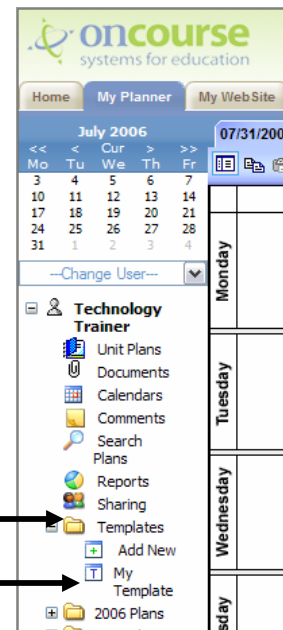 oncourse
systems for education
Home My Planner My Web Site
July 2006
<< < Cur > >>
Mo Tu We Th Fr
3 4 5 6 7
10 11 12 13 14
17 18 19 20 21
24 25 26 27 28
31 1 2 3 4
---Change User---
Technology
Trainer
Unit Plans
Documents
Calendars
Comments
Search
Plans
Reports
Sharing
Templates
Add New
T My
Template
2006 Plans
07/31/200
Monday
Tuesday
Wednesday
sday